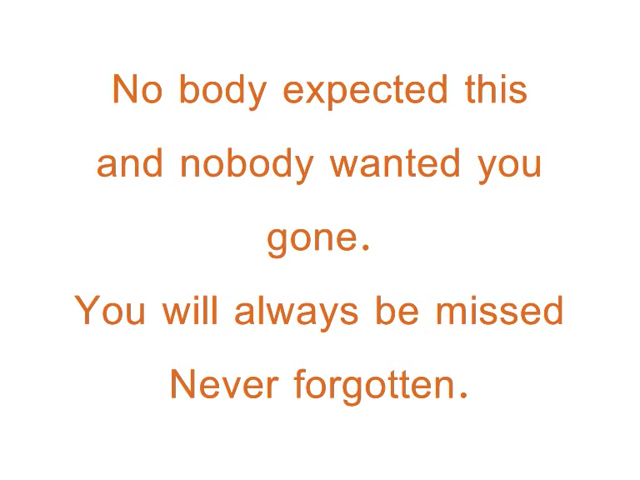 No body expected this
and nobody wanted you
gone.
You will always be missed
Never forgotten.